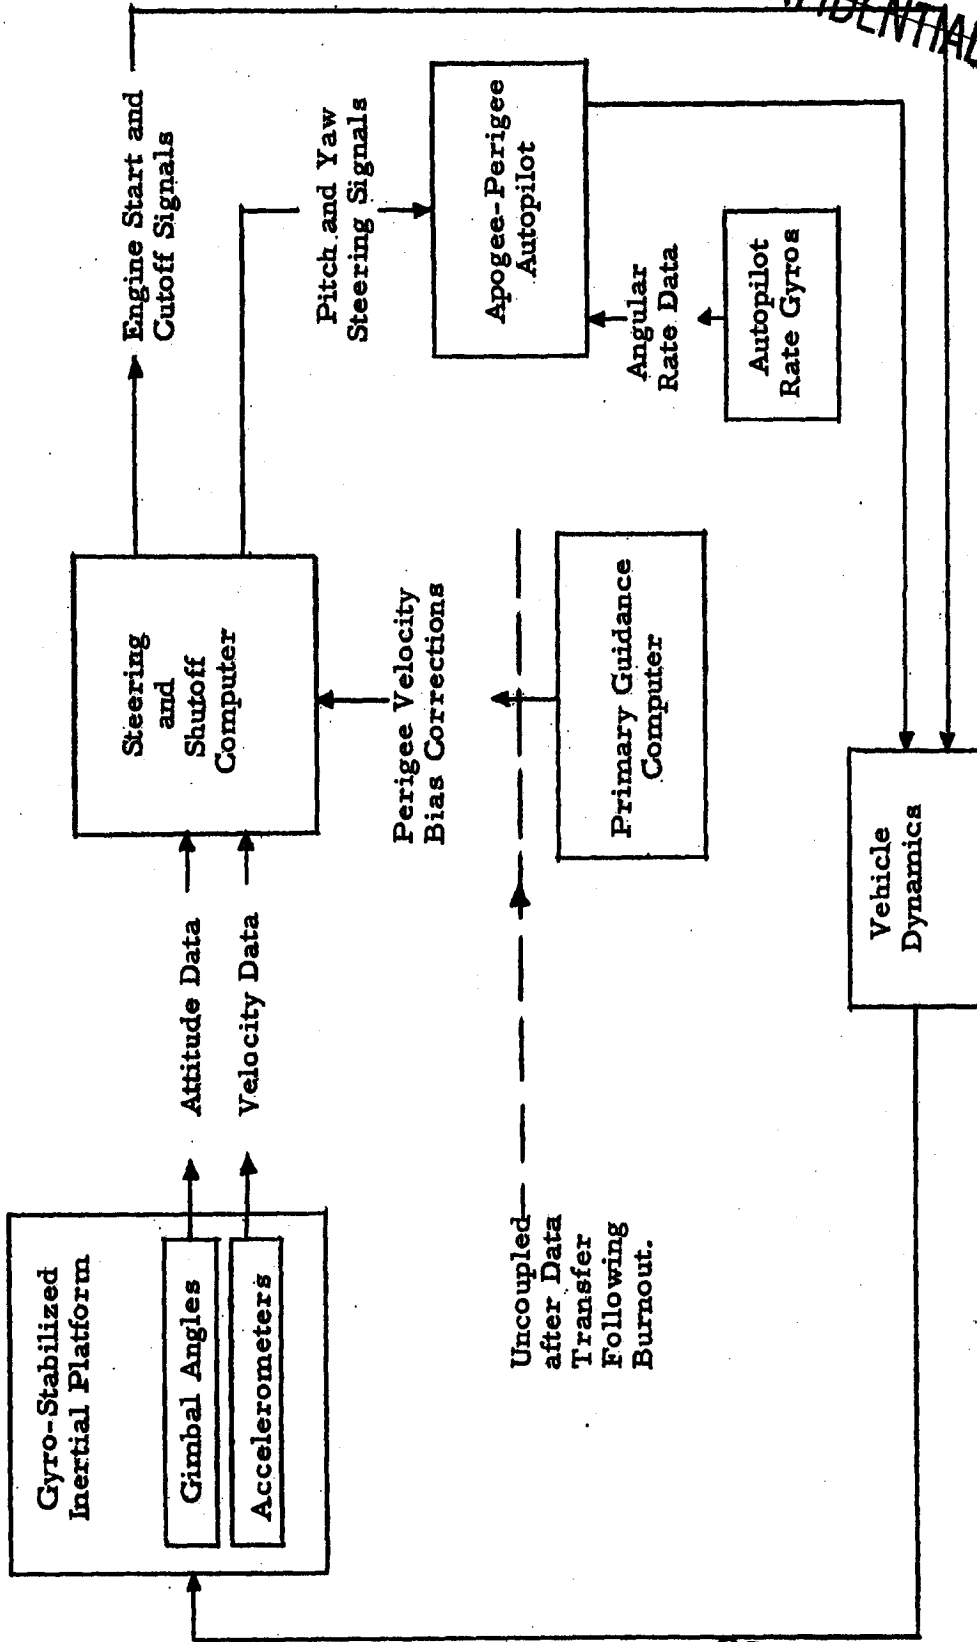 Gyro-Stabilized
Inertial Platform
Gimbal Angles
Accelerometers
Attitude Data
Velocity Data
Steering
and
Shutoff
Computer
Engine Start and
Cutoff Signals
Pitch and Yaw
Steering Signals
Apogee-Perigee
Autopilot
Angular
Rate Data
Autopilot
Rate Gyros
Perigee Velocity
Bias Corrections
Primary Guidance
Computer
Uncoupled
after Data
Transfer
Following
Burnout.
Vehicle
Dynamics